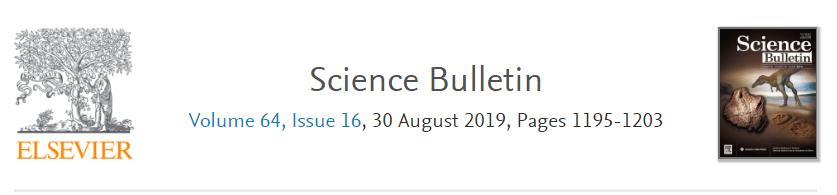 Science Bulletin
Volume 64, Issue 16, 30 August 2019, Pages 1195-1203
ELSEVIER
Science
Bulletin